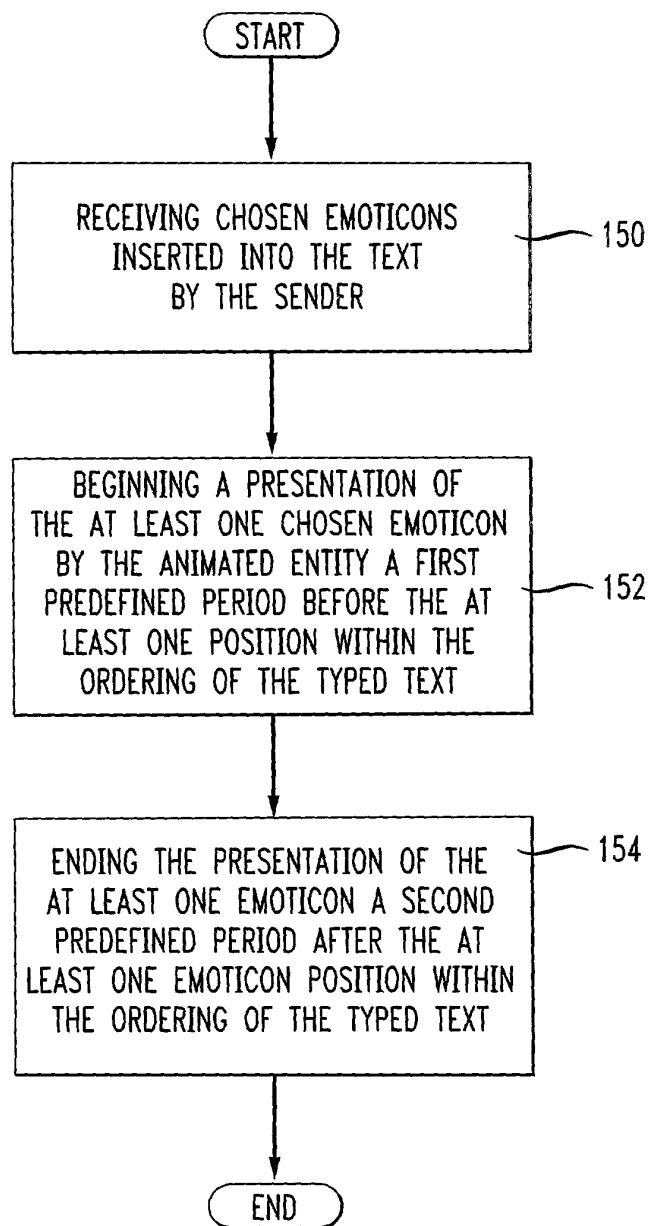 START
RECEIVING CHOSEN EMOTICONS
INSERTED INTO THE TEXT
BY THE SENDER
150
BEGINNING A PRESENTATION OF
THE AT LEAST ONE CHOSEN EMOTICON
BY THE ANIMATED ENTITY A FIRST
PREDEFINED PERIOD BEFORE THE AT
LEAST ONE POSITION WITHIN THE
ORDERING OF THE TYPED TEXT
152
ENDING THE PRESENTATION OF THE
AT LEAST ONE EMOTICON A SECOND
PREDEFINED PERIOD AFTER THE AT
LEAST ONE EMOTICON POSITION WITHIN
THE ORDERING OF THE TYPED TEXT
154
END